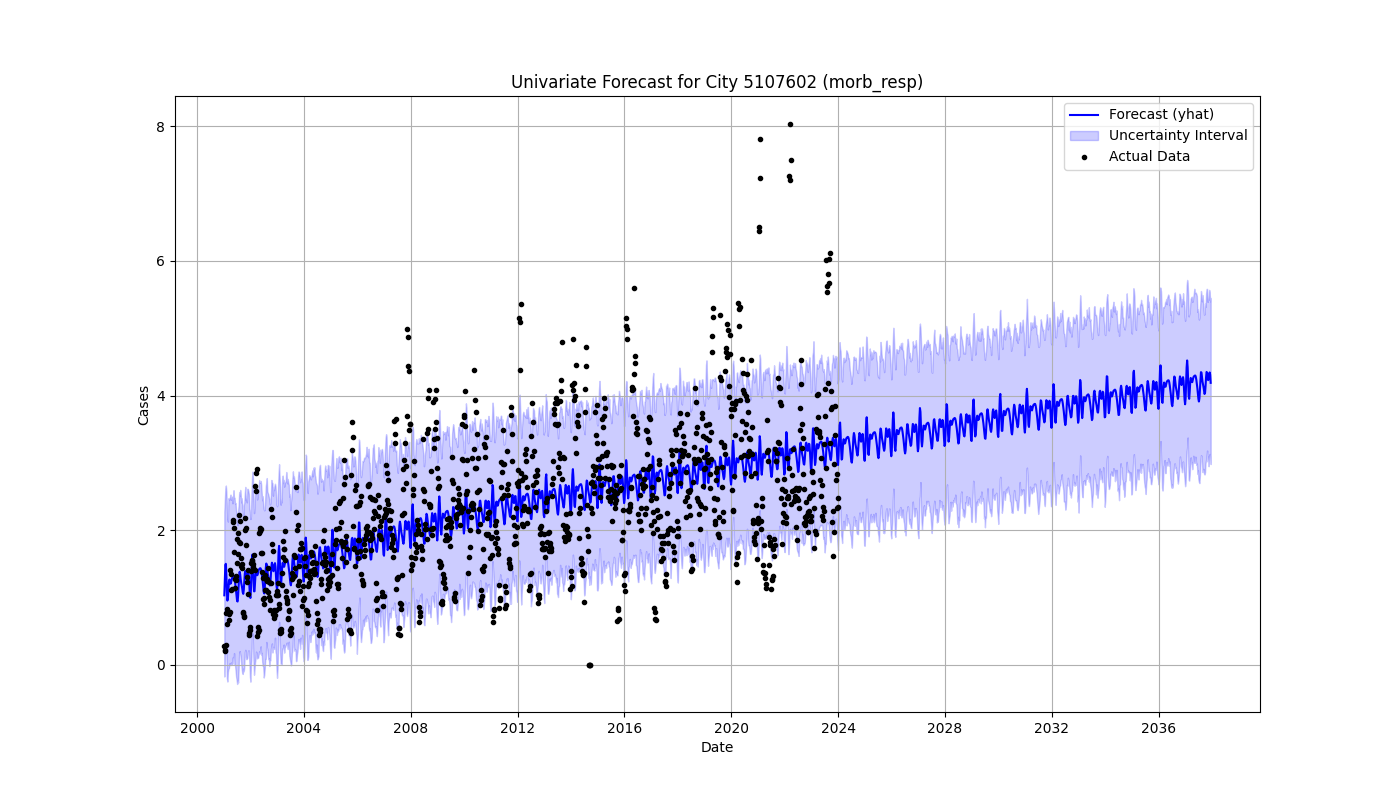 Univariate Forecast for City 5107602 (morb_resp)
Forecast (yhat)
Uncertainty Interval
Actual Data
Cases
8
6
4
2
0
2000 2004 2008 2012 2016 2020 2024 2028 2032 2036
Date